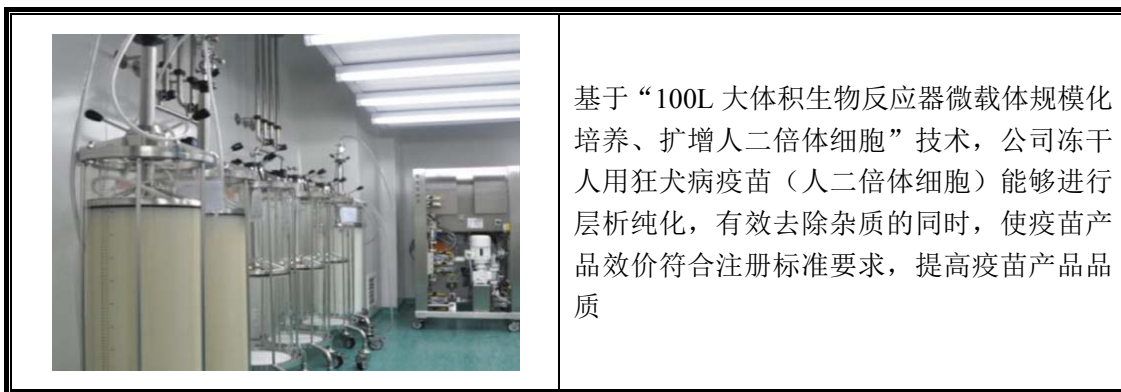 基于“100L 大体积生物反应器微载体规模化
培养、扩增人二倍体细胞”技术，公司冻干
人用狂犬病疫苗（人二倍体细胞）能够进行
层析纯化，有效去除杂质的同时，使疫苗产
品效价符合注册标准要求，提高疫苗产品品
质